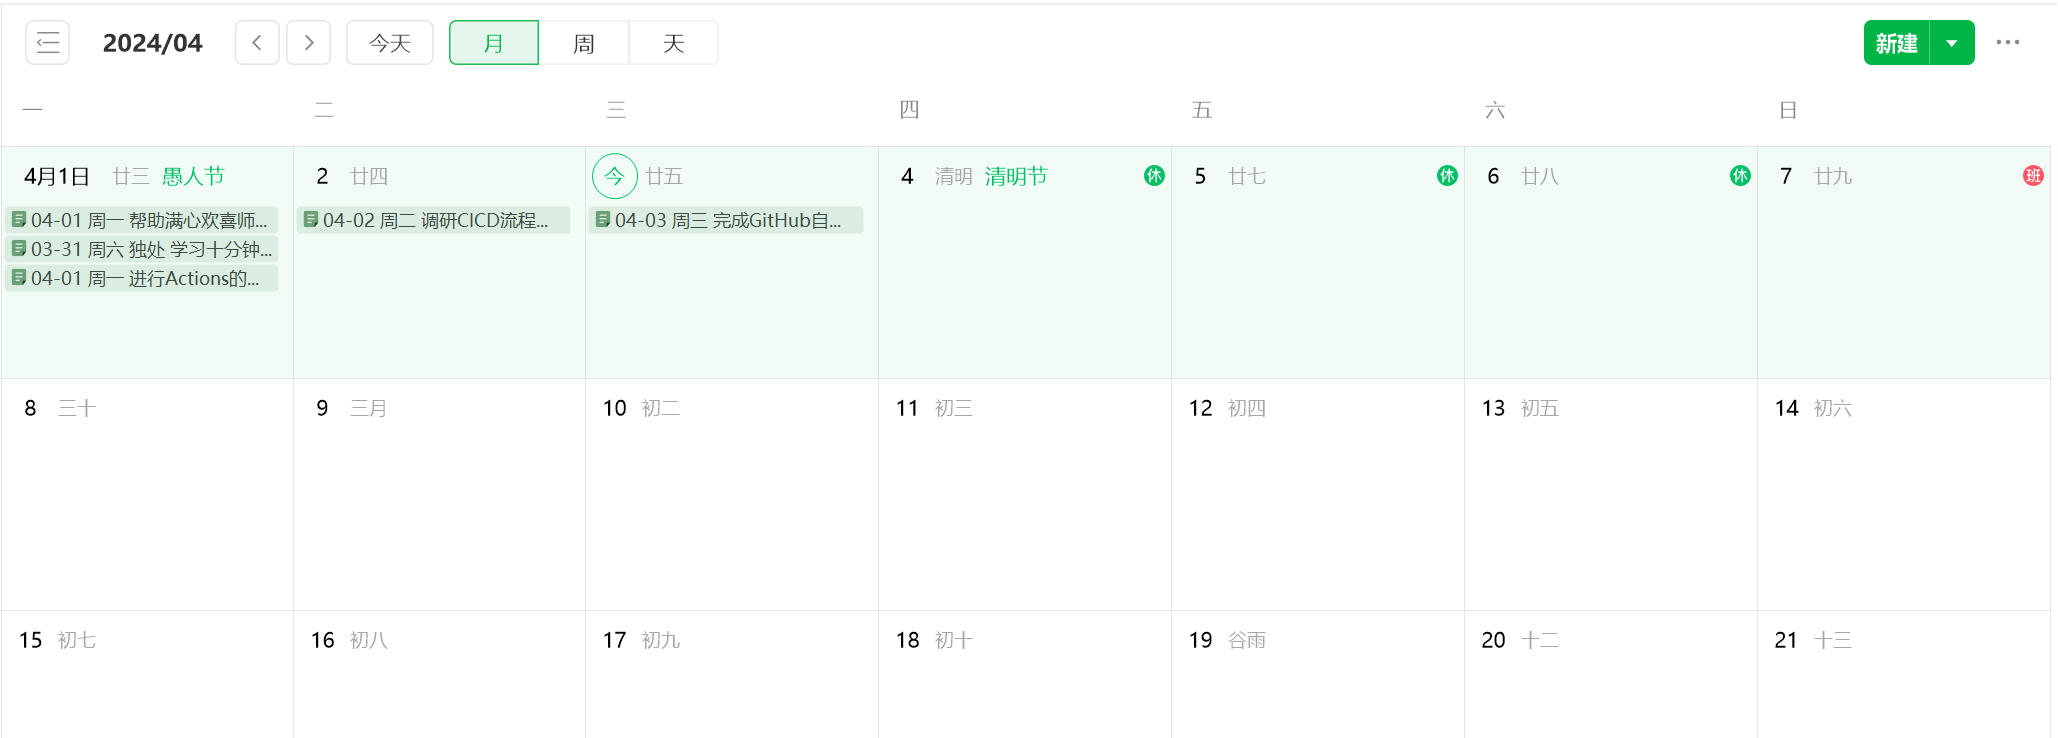 2024/04 今天 月 周 天 新建
一 二 三 四 五 六 日
4月1日 廿三 愚人节 2 廿四 今 廿五 4 清明 清明节 休 5 廿七 休 6 廿八 休 7 廿九 班
04-01 周一 帮助满心欢喜师... 04-02 周二 调研CICD流程... 04-03 周三 完成GitHub自...
03-31 周六 独处 学习十分钟...
04-01 周一 进行Actions的...
8 三十 9 三月 10 初二 11 初三 12 初四 13 初五 14 初六
15 初七 16 初八 17 初九 18 初十 19 谷雨 20 十二 21 十三